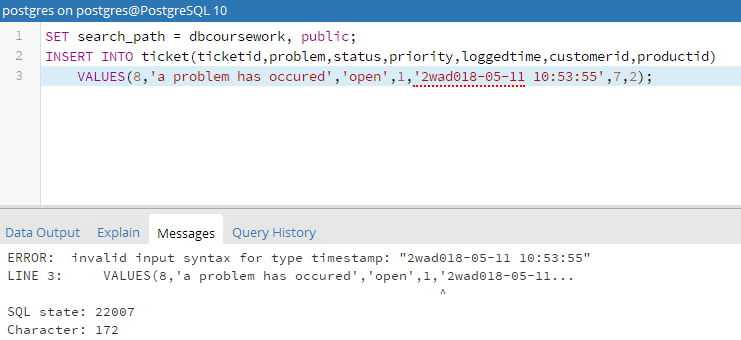 postgres on postgres@PostgreSQL 10
1 SET search_path = dbcoursework, public;
2 INSERT INTO ticket(ticketid,problem,status,priority,loggedtime,customerid,productid)
3 VALUES(8,'a problem has occured','open',1,'2wad018-05-11 10:53:55',7,2);
Data Output Explain Messages Query History
ERROR: invalid input syntax for type timestamp: "2wad018-05-11 10:53:55"
LINE 3: VALUES(8,'a problem has occured','open',1,'2wad018-05-11...
^
SQL state: 22007
Character: 172